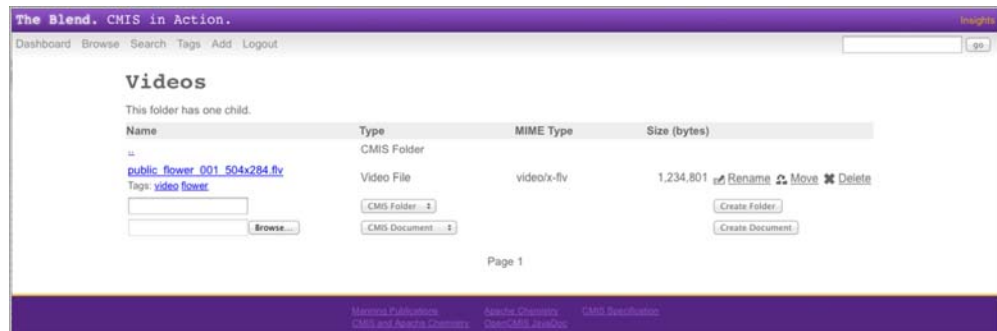 The Blend. CMIS in Action. Insights
Dashboard Browse Search Tags Add Logout go
Videos
This folder has one child.
Name Type MIME Type Size (bytes)
.. CMIS Folder
public_flower_001_504x284.flv Video File video/x-flv 1,234,801 Rename Move Delete
Tags: video flower
CMIS Folder Create Folder
Browse... CMIS Document Create Document
Page 1
Manning Publications Apache Chemistry CMIS Specification
CMIS and Apache Chemistry OpenCMIS JavaDoc